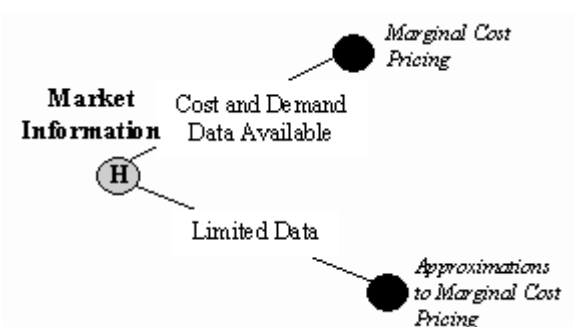 Marginal Cost
Pricing
Market
Information
Cost and Demand
Data Available
H
Limited Data
Approximations
to Marginal Cost
Pricing